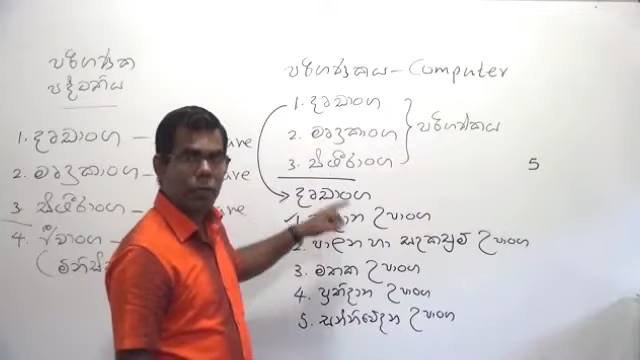 පරිගණක
පද්ධතිය
1. දෘඩාංග –
2. මෘදුකාංග –
3. ස්ථිරාංග –
4. ජීවාංග –
පරිගණකය – Computer
1. දෘඩාංග
2. මෘදුකාංග
3. ස්ථිරාංග
පරිගණකය
5
දෘඩාංග
1. උපාංග
2. පාලන හා සැකසුම් උපාංග
3. මතක උපාංග
4. ප්‍රතිදාන උපාංග
5. සන්නිවේදන උපාංග